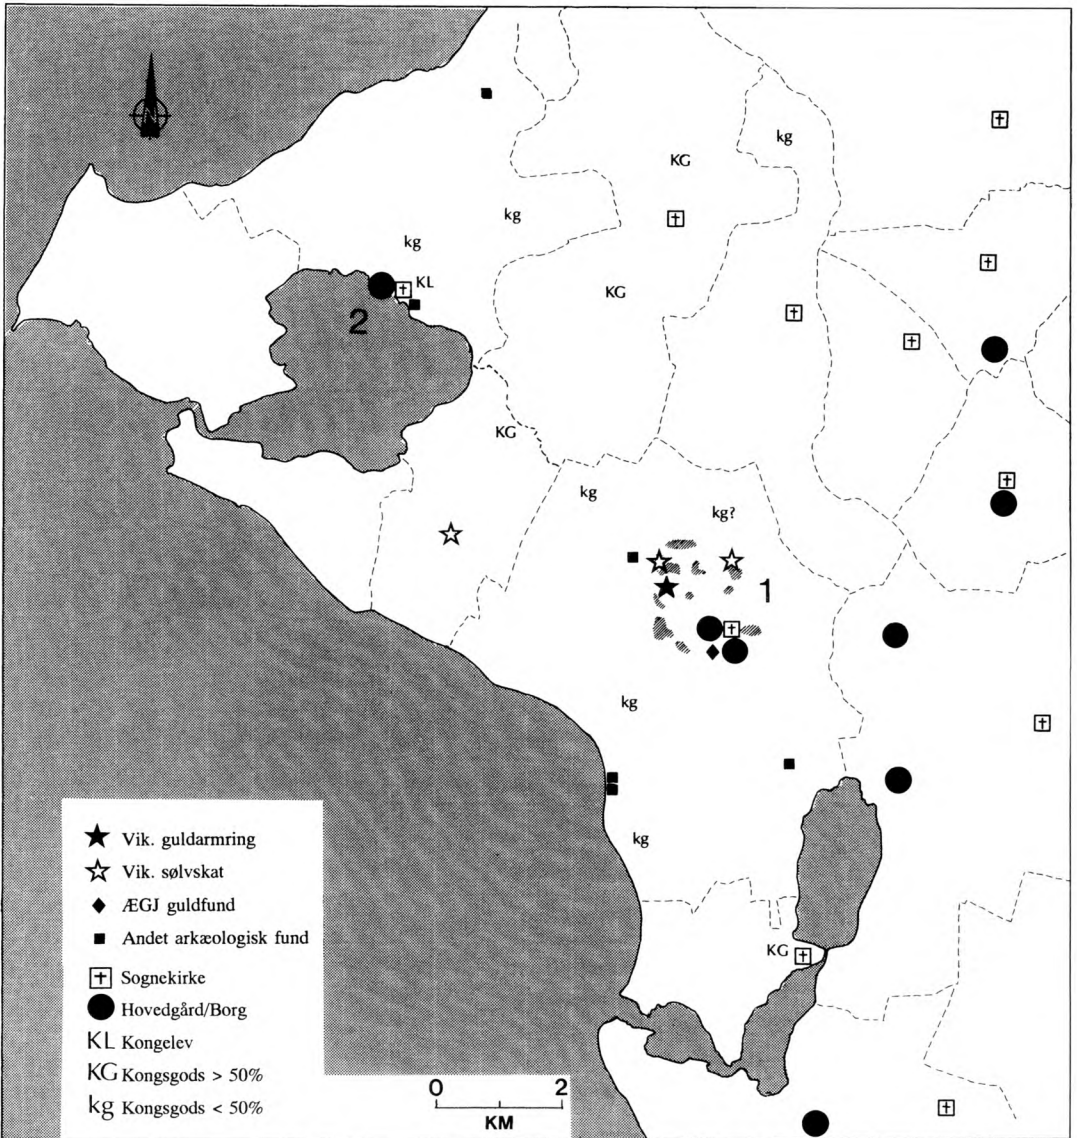 N
kg
KG
kg
kg
KL
KG
2
KG
kg
kg?
1
kg
kg
KG
Vik. guldarmring
Vik. sølvskat
ÆGJ guldfund
Andet arkæologisk fund
Sognekirke
Hovedgård/Borg
KL Kongelev
KG Kongsgods > 50%
kg Kongsgods < 50%
0 2
KM